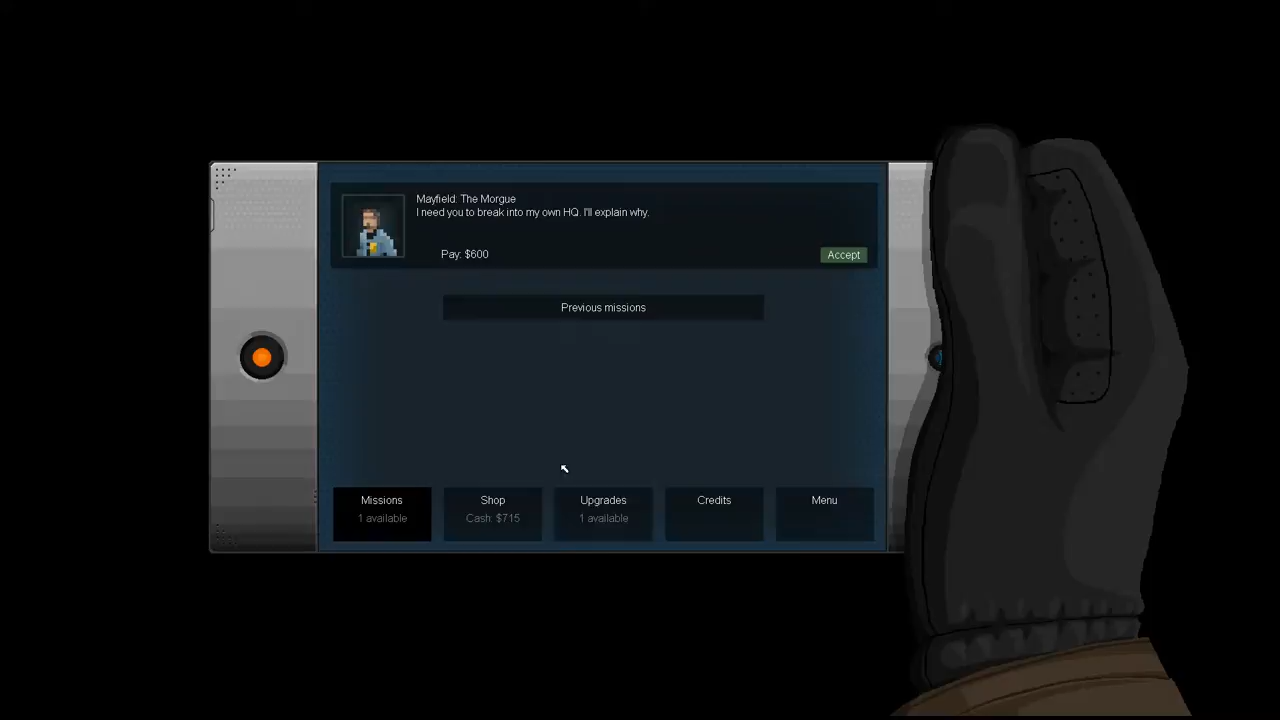 Mayfield: The Morgue
I need you to break into my own HQ. I'll explain why.
Pay: $600
Accept
Previous missions
Missions
1 available
Shop
Cash: $715
Upgrades
1 available
Credits
Menu